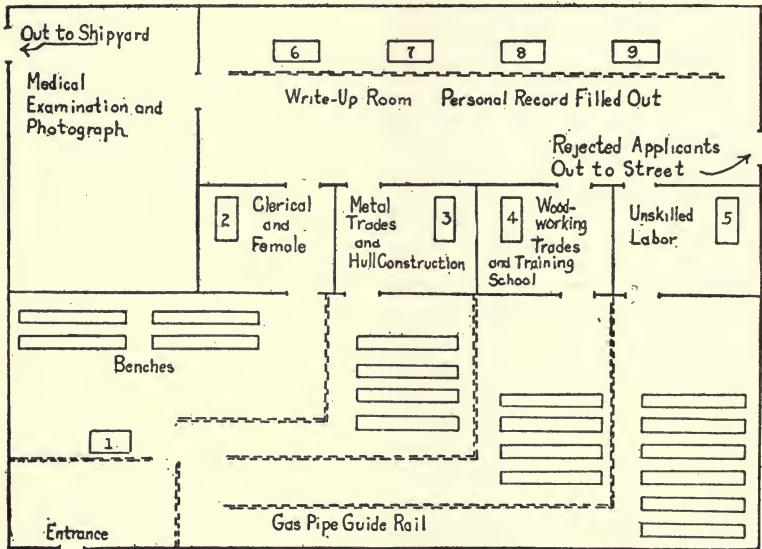 Out to Shipyard
6 7 8 9
Medical
Examination and
Photograph
Write-Up Room Personal Record Filled Out
Rejected Applicants
Out to Street
2
Clerical
and
Female
Metal
Trades
and
Hull Construction
3
4
Wood-
working
Trades
and Training
School
Unskilled
Labor
5
Benches
1
Entrance
Gas Pipe Guide Rail